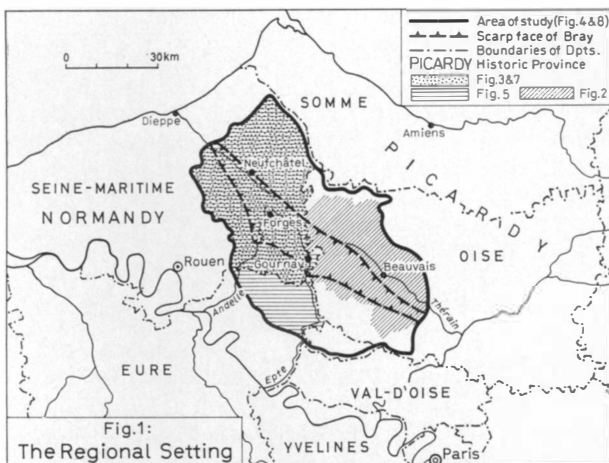 Area of study (Fig.4&8)
Scarp face of Bray
Boundaries of Dpts.
PICARDY Historic Province
Fig.3&7
Fig.5 Fig.2
0 30km
SOMME
Dieppe
Amiens
PICARDY
Neufchâtel
SEINE-MARITIME
NORMANDY
Forges
OISE
Rouen
Gournay
Beauvais
Andelle
Thérain
Epte
EURE
VAL-D'OISE
Fig.1:
The Regional Setting
YVELINES
Paris